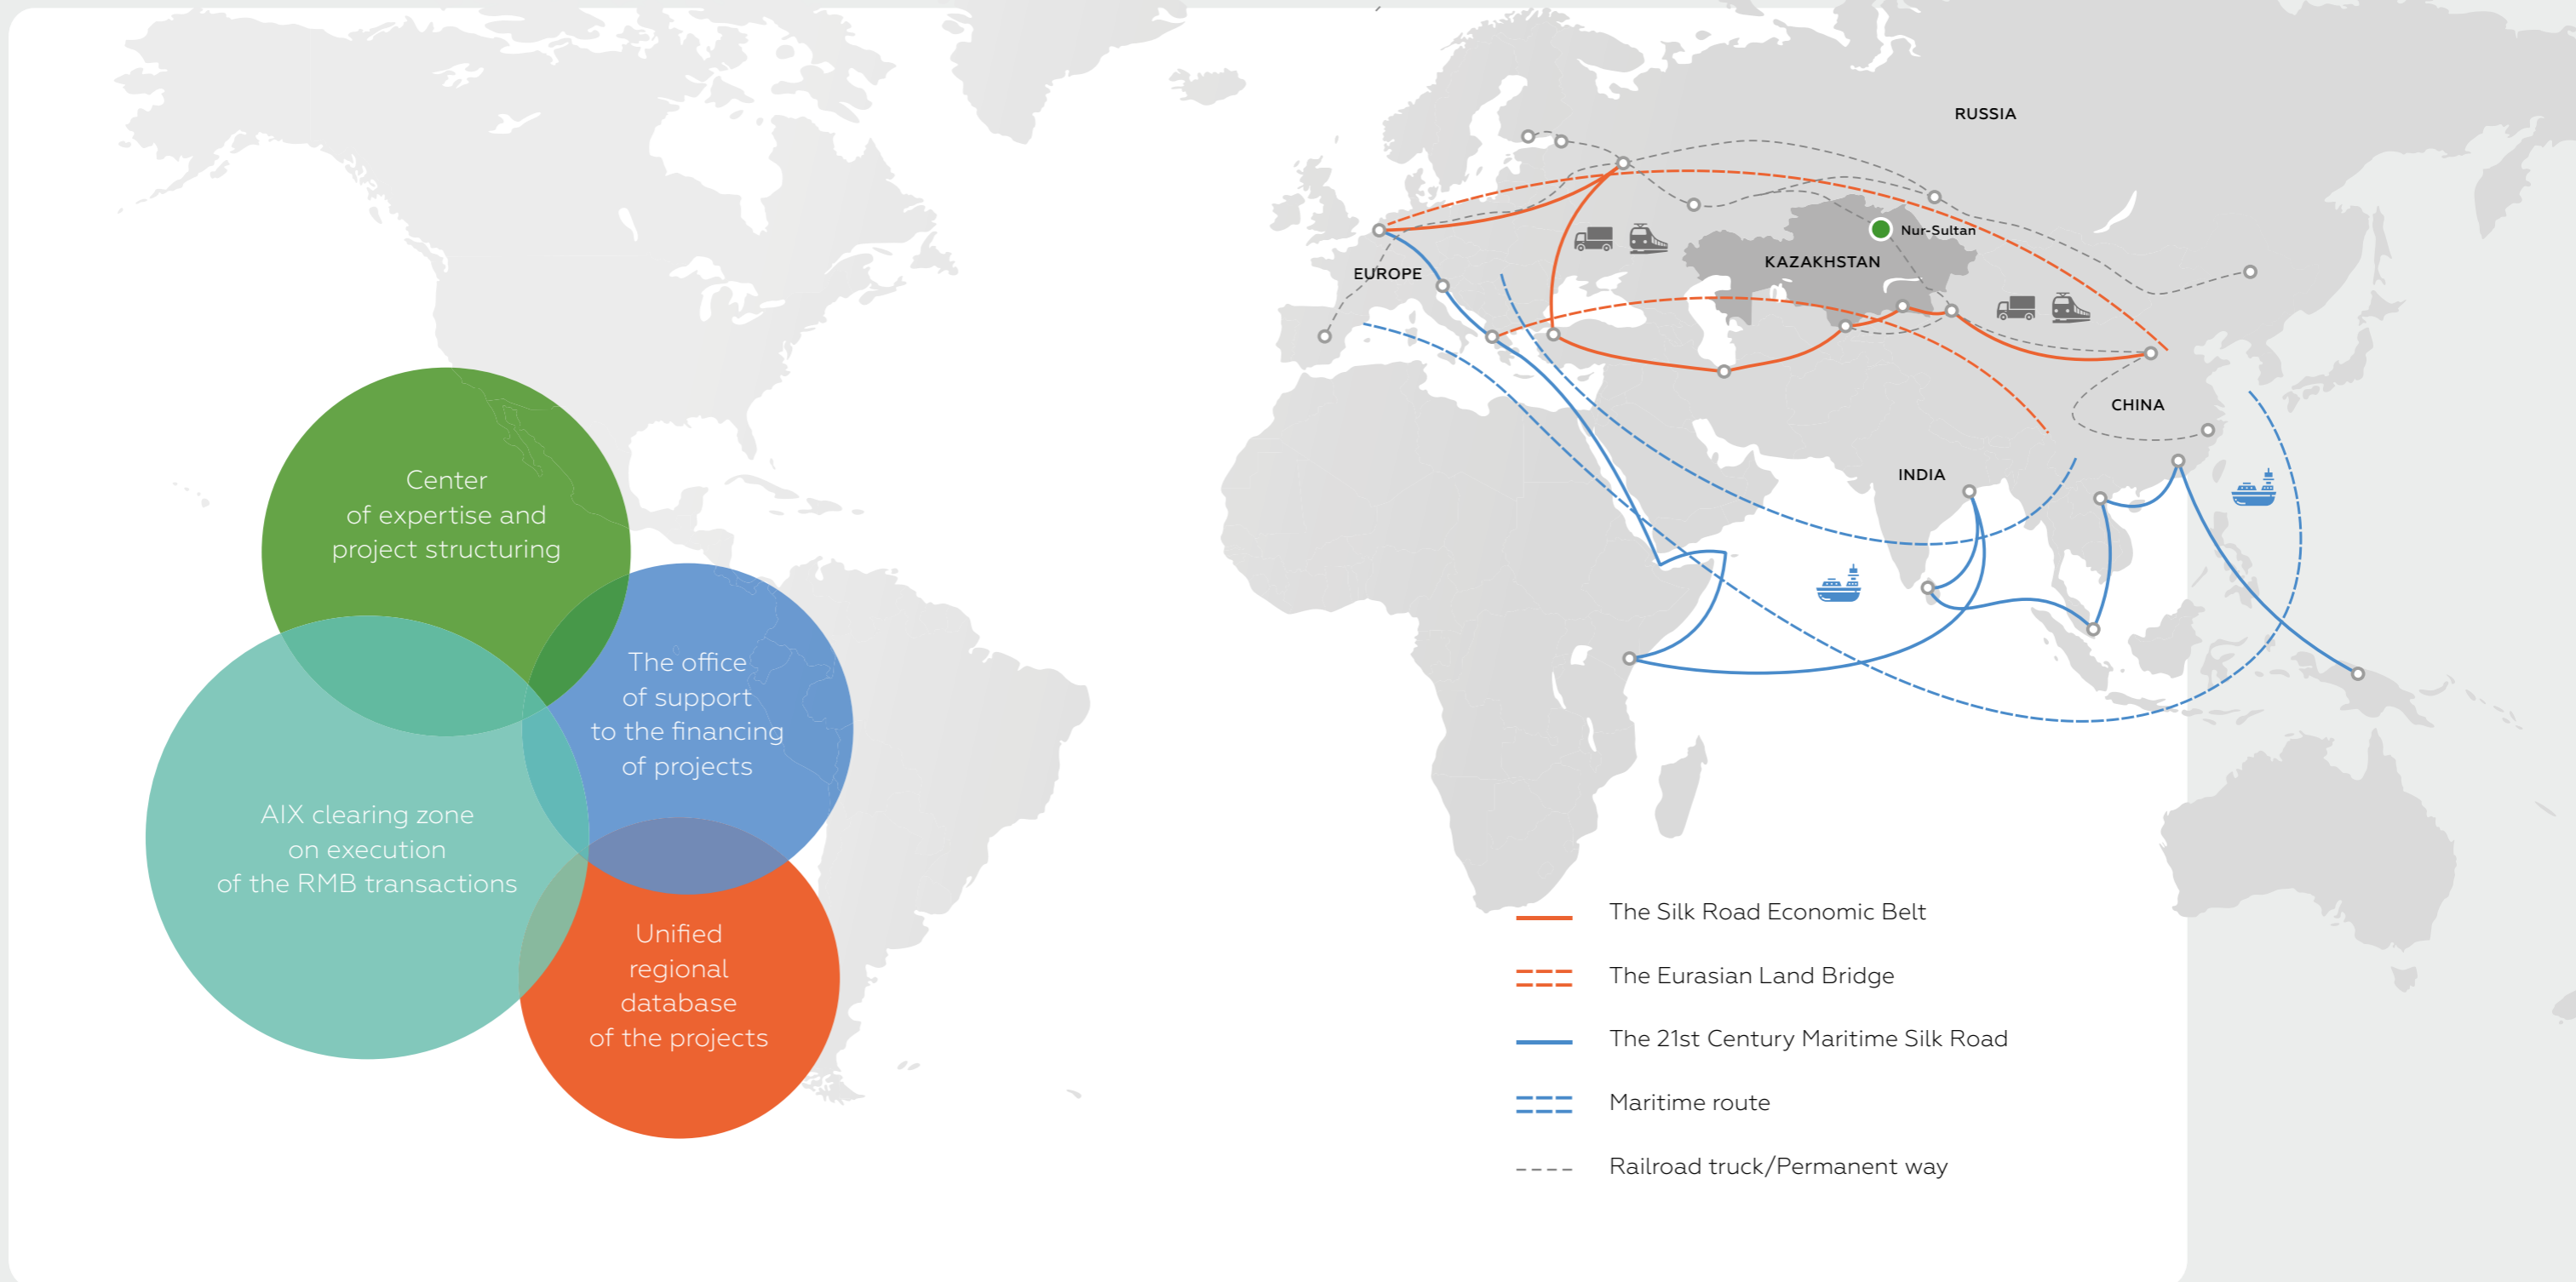 Center
of expertise and
project structuring
The office
of support
to the financing
of projects
AIX clearing zone
on execution
of the RMB transactions
Unified
regional
database
of the projects
RUSSIA
Nur-Sultan
KAZAKHSTAN
EUROPE
CHINA
INDIA
The Silk Road Economic Belt
The Eurasian Land Bridge
The 21st Century Maritime Silk Road
Maritime route
Railroad truck/Permanent way